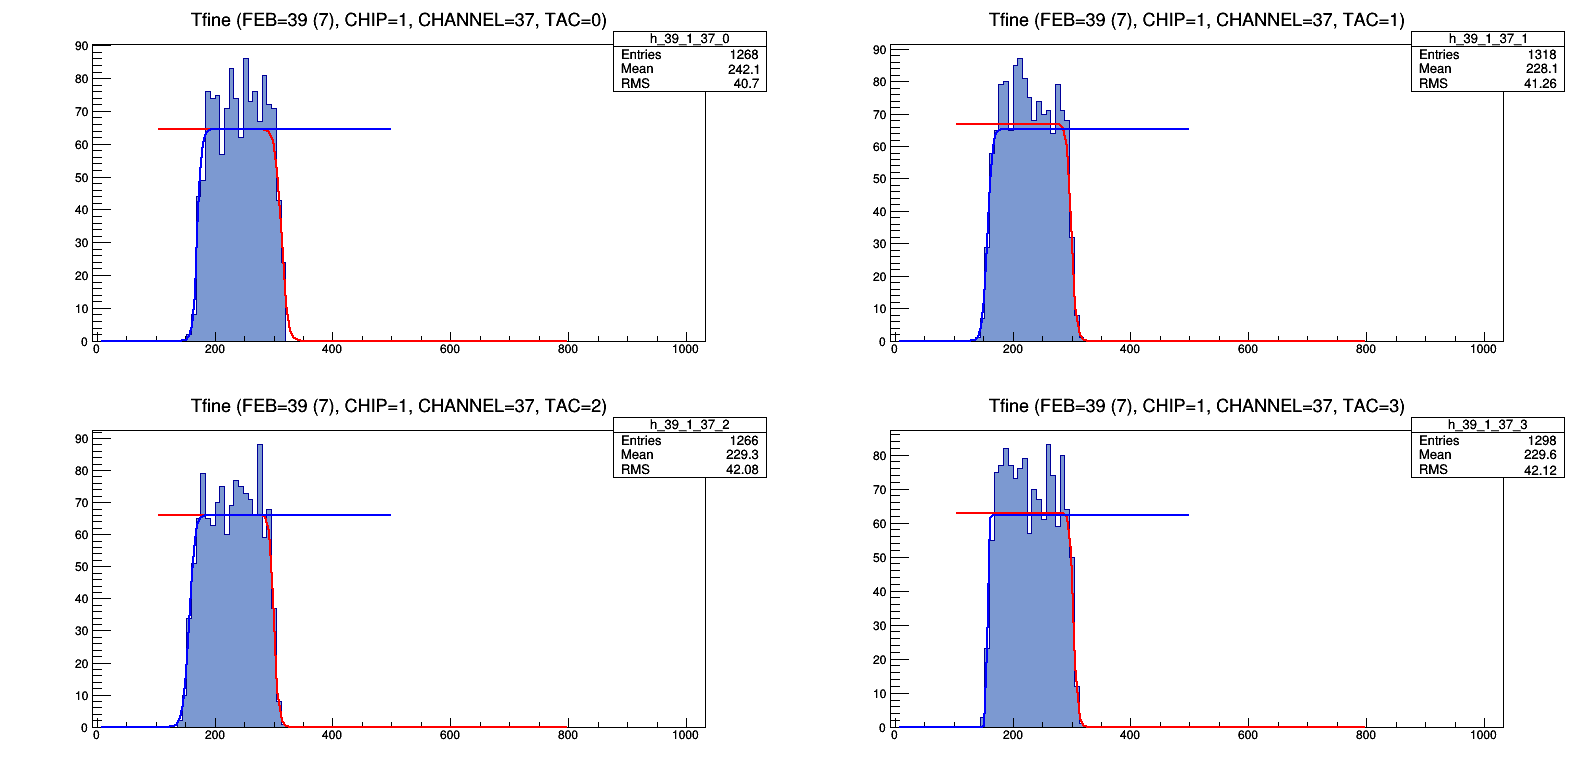 Tfine (FEB=39 (7), CHIP=1, CHANNEL=37, TAC=0)
h_39_1_37_0
Entries 1268
Mean 242.1
RMS 40.7
90
80
70
60
50
40
30
20
10
0
0 200 400 600 800 1000
Tfine (FEB=39 (7), CHIP=1, CHANNEL=37, TAC=1)
h_39_1_37_1
Entries 1318
Mean 228.1
RMS 41.26
90
80
70
60
50
40
30
20
10
0
0 200 400 600 800 1000
Tfine (FEB=39 (7), CHIP=1, CHANNEL=37, TAC=2)
h_39_1_37_2
Entries 1266
Mean 229.3
RMS 42.08
90
80
70
60
50
40
30
20
10
0
0 200 400 600 800 1000
Tfine (FEB=39 (7), CHIP=1, CHANNEL=37, TAC=3)
h_39_1_37_3
Entries 1298
Mean 229.6
RMS 42.12
80
70
60
50
40
30
20
10
0
0 200 400 600 800 1000